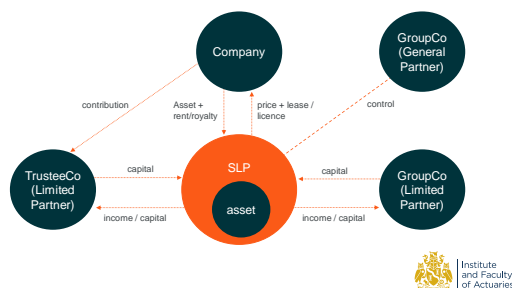 Company
GroupCo
(General
Partner)
contribution
Asset +
rent/royalty
price + lease /
licence
control
TrusteeCo
(Limited
Partner)
capital
SLP
capital
GroupCo
(Limited
Partner)
asset
income / capital
income / capital
Institute
and Faculty
of Actuaries